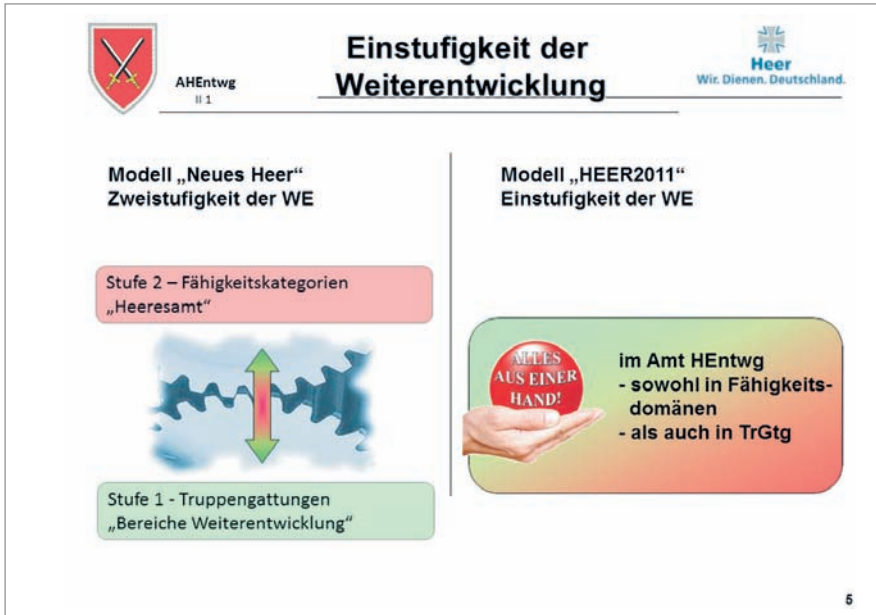 AHEntwg
II 1
Einstufigkeit der
Weiterentwicklung
Heer
Wir. Dienen. Deutschland.
Modell „Neues Heer“
Zweistufigkeit der WE
Stufe 2 – Fähigkeitskategorien
„Heeresamt“
Stufe 1 - Truppengattungen
„Bereiche Weiterentwicklung“
Modell „HEER2011“
Einstufigkeit der WE
ALLES
AUS EINER
HAND!
im Amt HEntwg
- sowohl in Fähigkeits-
domänen
- als auch in TrGtg
5